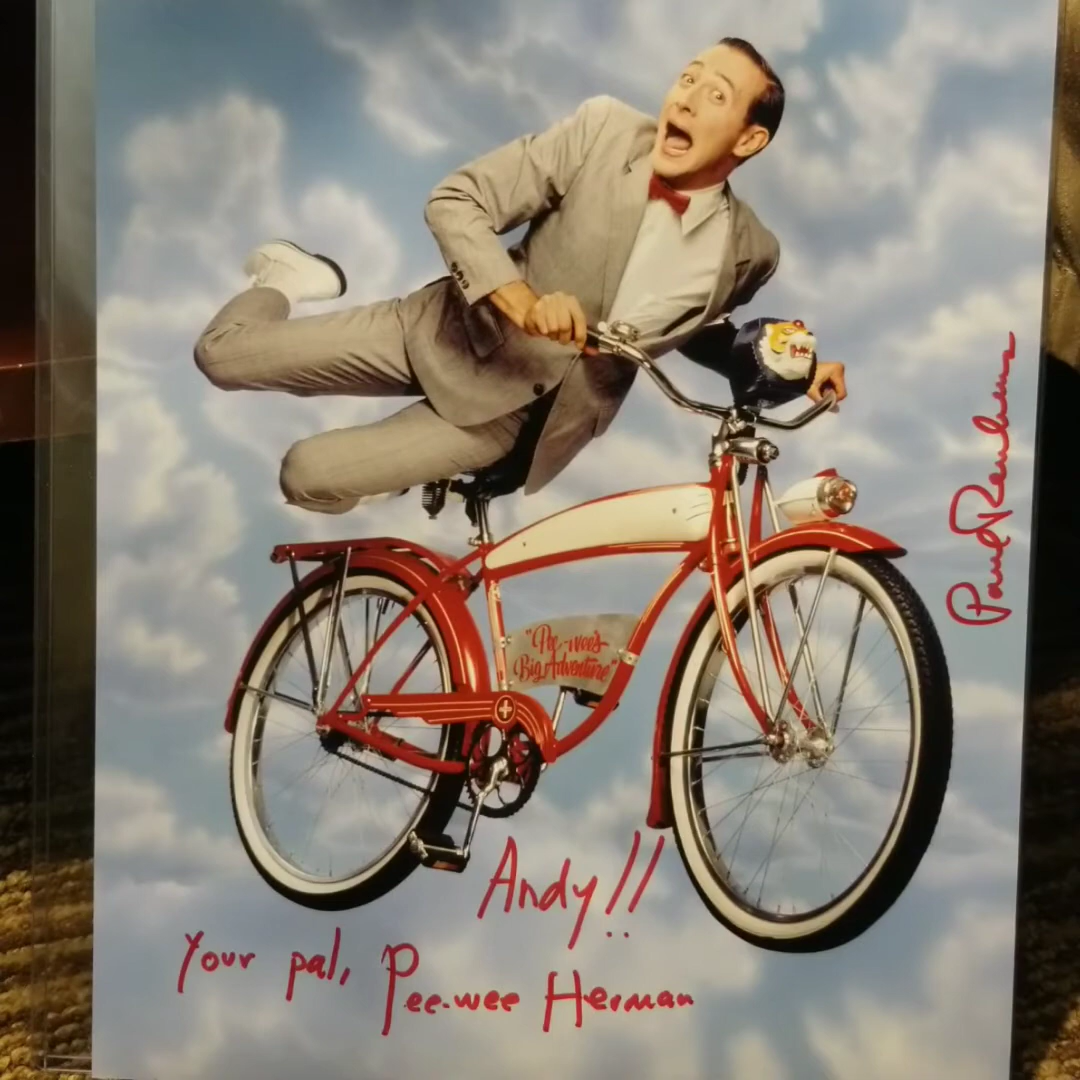 "Pee-wee's
Big Adventure"
Paul Reubens
Andy!!
Your pal, Pee-wee Herman